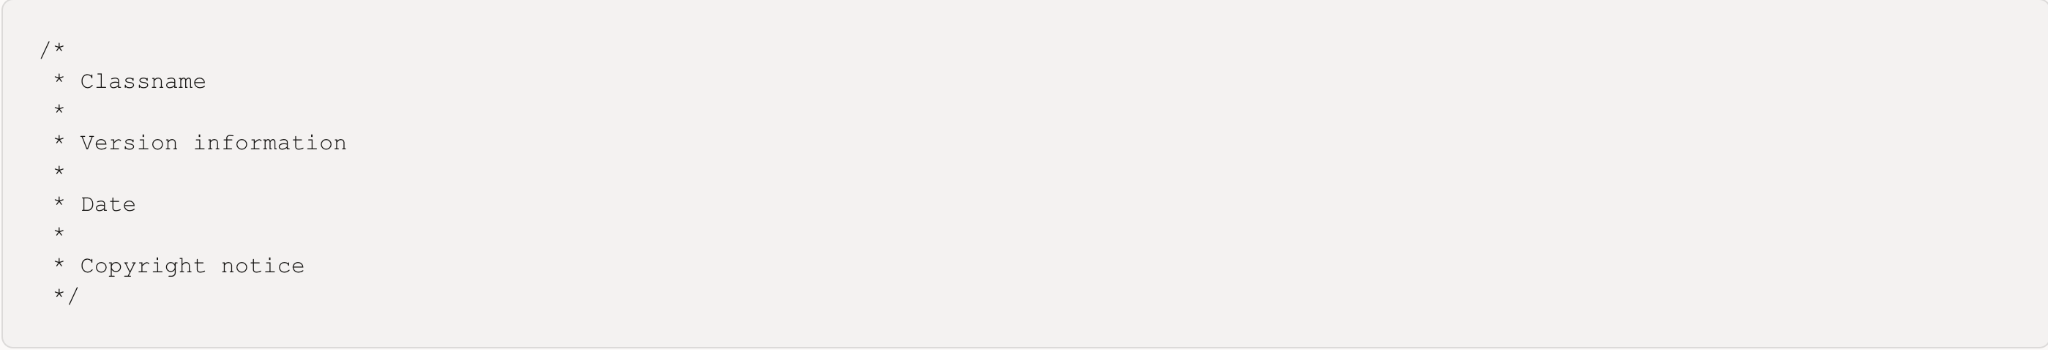 /*
 * Classname
 *
 * Version information
 *
 * Date
 *
 * Copyright notice
 */